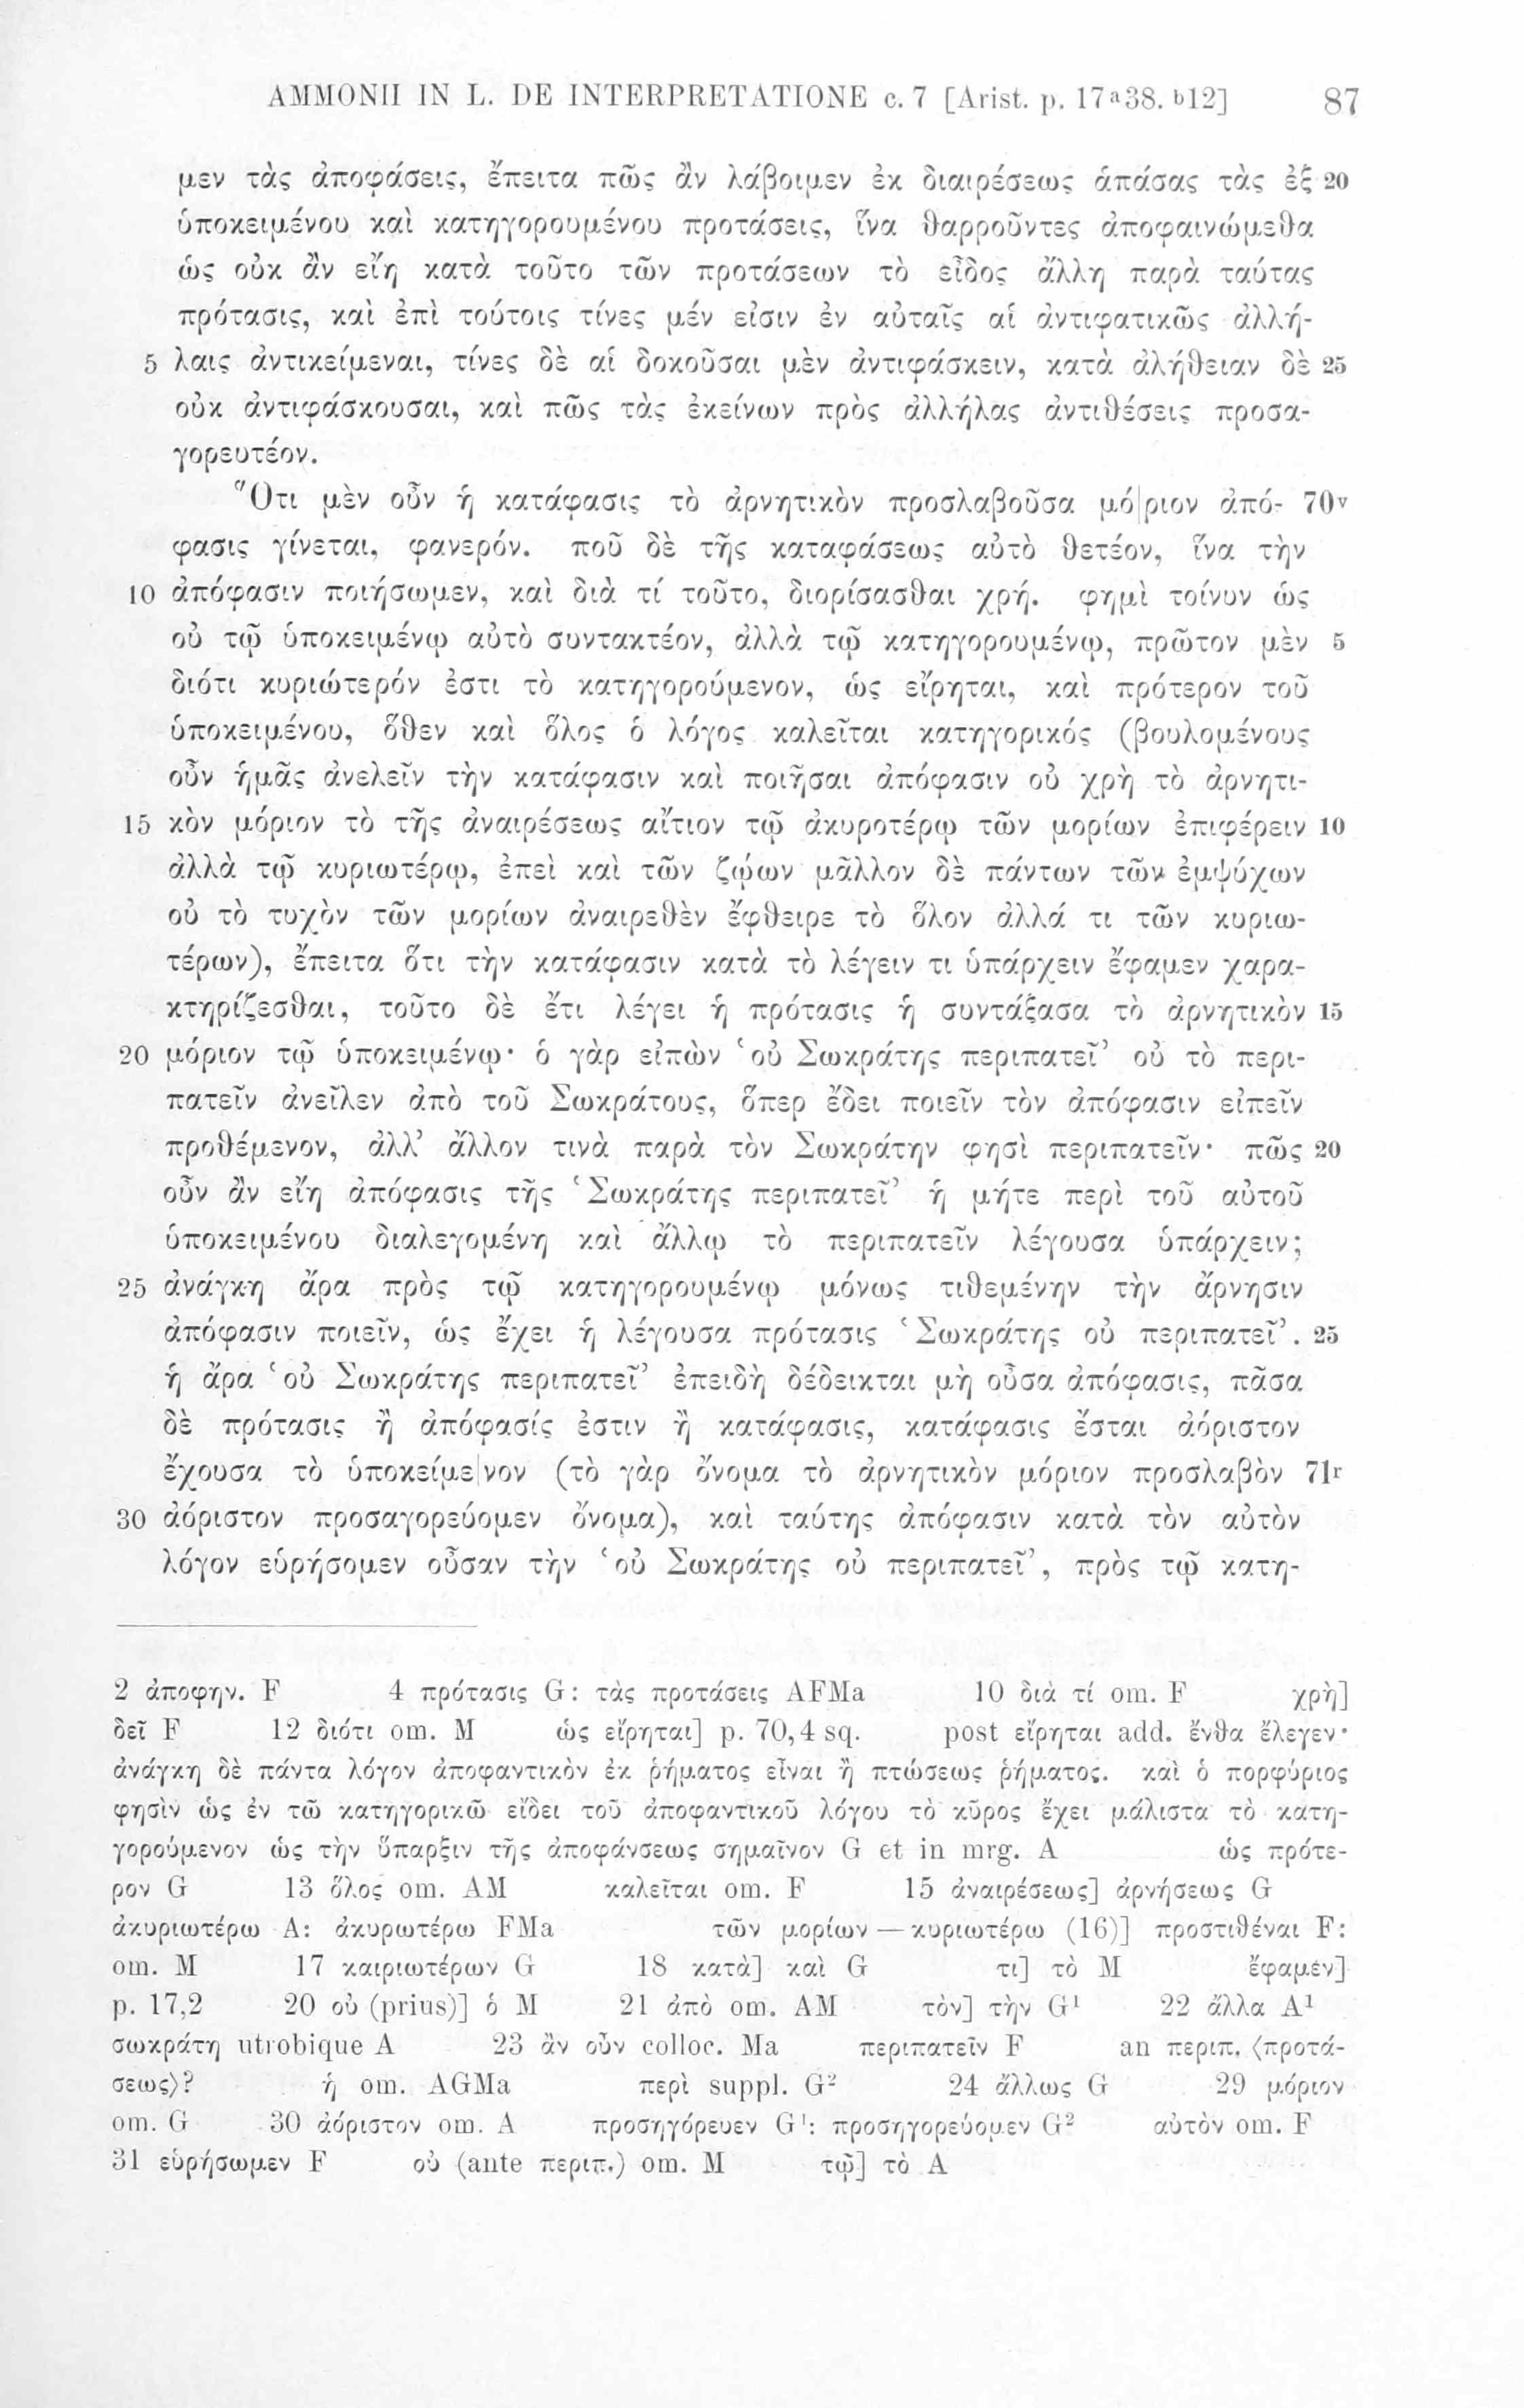 AMMONII IN L. DE INTERPRETATIONE c. 7 [Arist. p. 17a38. b12] 87
μεν τὰς ἀποφάσεις, ἔπειτα πῶς ἂν λάβοιμεν ἐκ διαιρέσεως ἁπάσας τὰς ἐξ 20
ὑποκειμένου καὶ κατηγορουμένου προτάσεις, ἵνα θαρροῦντες ἀποφαινώμεθα
ὡς οὐκ ἂν εἴη κατὰ τοῦτο τῶν προτάσεων τὸ εἶδος ἄλλη παρὰ ταύτας
πρότασις, καὶ ἐπὶ τούτοις τίνες μέν εἰσιν ἐν αὐταῖς αἱ ἀντιφατικῶς ἀλλή-
5 λαις ἀντικείμεναι, τίνες δὲ αἱ δοκοῦσαι μὲν ἀντιφάσκειν, κατὰ ἀλήθειαν δὲ 25
οὐκ ἀντιφάσκουσαι, καὶ πῶς τὰς ἐκείνων πρὸς ἀλλήλας ἀντιθέσεις προσα-
γορευτέον.
Ὅτι μὲν οὖν ἡ κατάφασις τὸ ἀρνητικὸν προσλαβοῦσα μό|ριον ἀπό- 70v
φασις γίνεται, φανερόν. ποῦ δὲ τῆς καταφάσεως αὐτὸ θετέον, ἵνα τὴν
10 ἀπόφασιν ποιήσωμεν, καὶ διὰ τί τοῦτο, διορίσασθαι χρή. φημὶ τοίνυν ὡς
οὐ τῷ ὑποκειμένῳ αὐτὸ συντακτέον, ἀλλὰ τῷ κατηγορουμένῳ, πρῶτον μὲν 5
διότι κυριώτερόν ἐστι τὸ κατηγορούμενον, ὡς εἴρηται, καὶ πρότερον τοῦ
ὑποκειμένου, ὅθεν καὶ ὅλος ὁ λόγος καλεῖται κατηγορικός (βουλομένους
οὖν ἡμᾶς ἀνελεῖν τὴν κατάφασιν καὶ ποιῆσαι ἀπόφασιν οὐ χρὴ τὸ ἀρνητι-
15 κὸν μόριον τὸ τῆς ἀναιρέσεως αἴτιον τῷ ἀκυροτέρῳ τῶν μορίων ἐπιφέρειν 10
ἀλλὰ τῷ κυριωτέρῳ, ἐπεὶ καὶ τῶν ζῴων μᾶλλον δὲ πάντων τῶν ἐμψύχων
οὐ τὸ τυχὸν τῶν μορίων ἀναιρεθὲν ἔφθειρε τὸ ὅλον ἀλλά τι τῶν κυριω-
τέρων), ἔπειτα ὅτι τὴν κατάφασιν κατὰ τὸ λέγειν τι ὑπάρχειν ἔφαμεν χαρα-
κτηρίζεσθαι, τοῦτο δὲ ἔτι λέγει ἡ πρότασις ἡ συντάξασα τὸ ἀρνητικὸν 15
20 μόριον τῷ ὑποκειμένῳ· ὁ γὰρ εἰπὼν ‘οὐ Σωκράτης περιπατεῖ’ οὐ τὸ περι-
πατεῖν ἀνεῖλεν ἀπὸ τοῦ Σωκράτους, ὅπερ ἔδει ποιεῖν τὸν ἀπόφασιν εἰπεῖν
προθέμενον, ἀλλ’ ἄλλον τινὰ παρὰ τὸν Σωκράτην φησὶ περιπατεῖν· πῶς 20
οὖν ἂν εἴη ἀπόφασις τῆς ‘Σωκράτης περιπατεῖ’ ἡ μήτε περὶ τοῦ αὐτοῦ
ὑποκειμένου διαλεγομένη καὶ ἄλλῳ τὸ περιπατεῖν λέγουσα ὑπάρχειν;
25 ἀνάγκη ἄρα πρὸς τῷ κατηγορουμένῳ μόνως τιθεμένην τὴν ἄρνησιν
ἀπόφασιν ποιεῖν, ὡς ἔχει ἡ λέγουσα πρότασις ‘Σωκράτης οὐ περιπατεῖ’. 25
ἡ ἄρα ‘οὐ Σωκράτης περιπατεῖ’ ἐπειδὴ δέδεικται μὴ οὖσα ἀπόφασις, πᾶσα
δὲ πρότασις ἢ ἀπόφασίς ἐστιν ἢ κατάφασις, κατάφασις ἔσται ἀόριστον
ἔχουσα τὸ ὑποκείμε|νον (τὸ γὰρ ὄνομα τὸ ἀρνητικὸν μόριον προσλαβὸν 71r
30 ἀόριστον προσαγορεύομεν ὄνομα), καὶ ταύτης ἀπόφασιν κατὰ τὸν αὐτὸν
λόγον εὑρήσομεν οὖσαν τὴν ‘οὐ Σωκράτης οὐ περιπατεῖ’, πρὸς τῷ κατη-
2 ἀποφην. F 4 πρότασις G: τὰς προτάσεις AFMa 10 διὰ τί om. F χρὴ]
δεῖ F 12 διότι om. M ὡς εἴρηται] p. 70,4 sq. post εἴρηται add. ἔνθα ἔλεγεν·
ἀνάγκη δὲ πάντα λόγον ἀποφαντικὸν ἐκ ῥήματος εἶναι ἢ πτώσεως ῥήματος. καὶ ὁ πορφύριος
φησὶν ὡς ἐν τῶ κατηγορικῶ εἴδει τοῦ ἀποφαντικοῦ λόγου τὸ κῦρος ἔχει μάλιστα τὸ κατη-
γορούμενον ὡς τὴν ὕπαρξιν τῆς ἀποφάνσεως σημαῖνον G et in mrg. A ὡς πρότε-
ρον G 13 ὅλος om. AM καλεῖται om. F 15 ἀναιρέσεως] ἀρνήσεως G
ἀκυριωτέρω A: ἀκυρωτέρω FMa τῶν μορίων — κυριωτέρω (16)] προστιθέναι F:
om. M 17 καιριωτέρων G 18 κατὰ] καὶ G τι] τὸ M ἔφαμεν]
p. 17,2 20 οὐ (prius)] ὁ M 21 ἀπὸ om. AM τὸν] τὴν G¹ 22 ἄλλα A¹
σωκράτη utrobique A 23 ἂν οὖν colloc. Ma περιπατεῖν F an περιπ. ⟨προτά-
σεως⟩? ἡ om. AGMa περὶ suppl. G² 24 ἄλλως G 29 μόριον
om. G 30 ἀόριστον om. A προσηγόρευεν G¹: προσηγορεύομεν G² αὐτὸν om. F
31 εὑρήσωμεν F οὐ (ante περιπ.) om. M τῷ] τὸ A